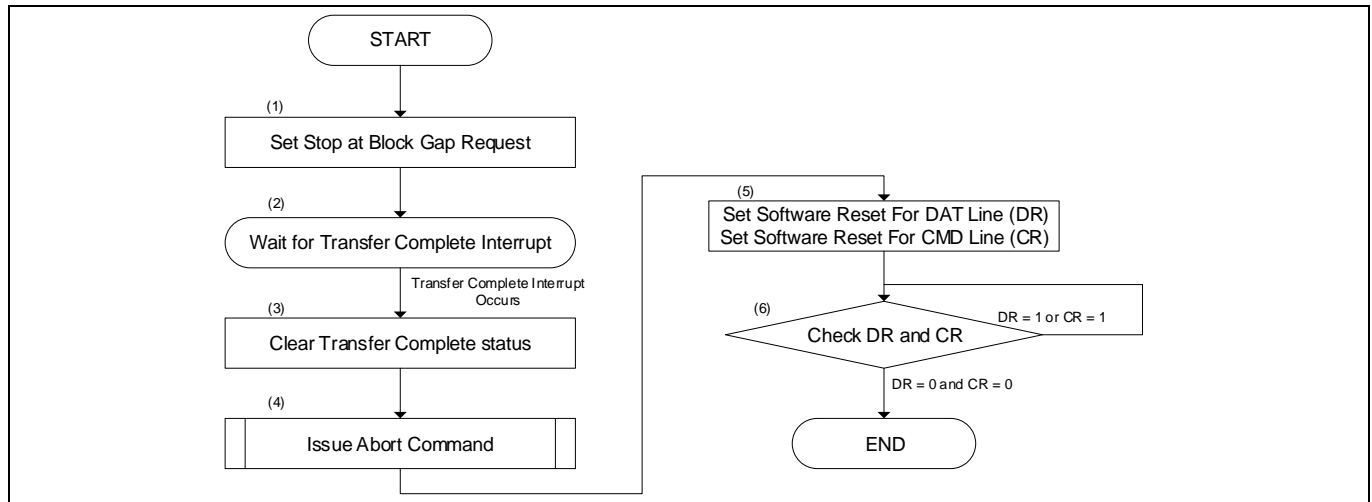 START
(1)
Set Stop at Block Gap Request
(2)
Wait for Transfer Complete Interrupt
Transfer Complete Interrupt
Occurs
(3)
Clear Transfer Complete status
(4)
Issue Abort Command
(5)
Set Software Reset For DAT Line (DR)
Set Software Reset For CMD Line (CR)
(6)
Check DR and CR
DR = 1 or CR = 1
DR = 0 and CR = 0
END